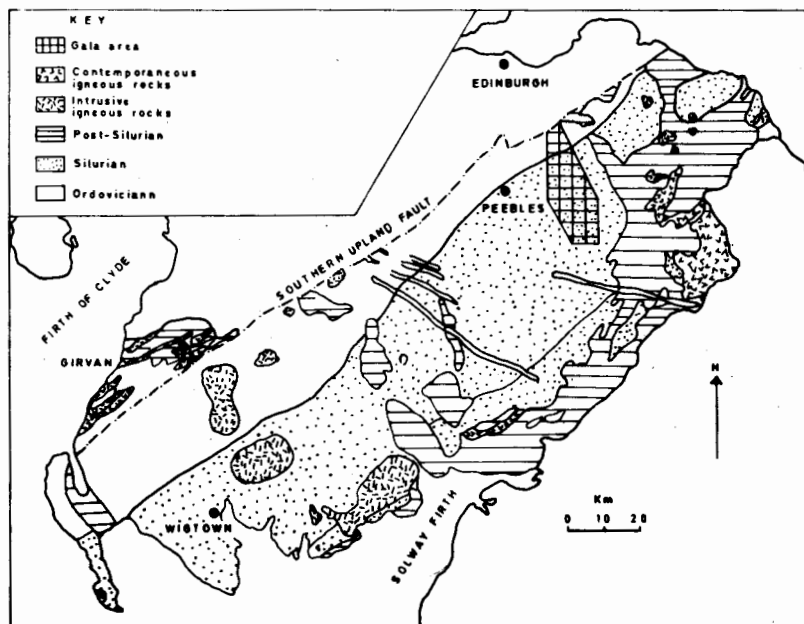 KEY
Gala area
Contemporaneous
igneous rocks
Intrusive
igneous rocks
Post-Silurian
Silurian
Ordoviciann
EDINBURGH
PEEBLES
SOUTHERN UPLAND FAULT
FIRTH OF CLYDE
GIRVAN
N
WIGTOWN
SOLWAY FIRTH
Km
0 10 20